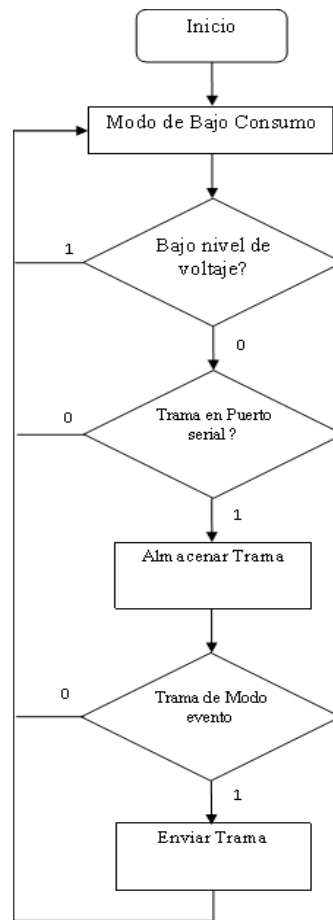 Inicio
Modo de Bajo Consumo
Bajo nivel de
voltaje?
1
0
Trama en Puerto
serial ?
0
1
Almacenar Trama
Trama de Modo
evento
0
1
Enviar Trama